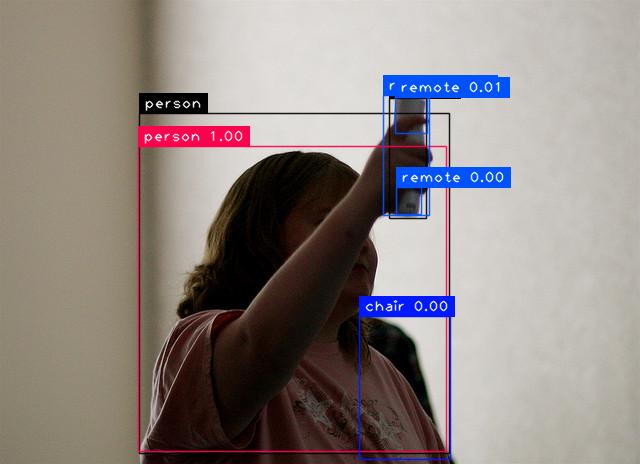 r remote 0.01
person
person 1.00
remote 0.00
chair 0.00